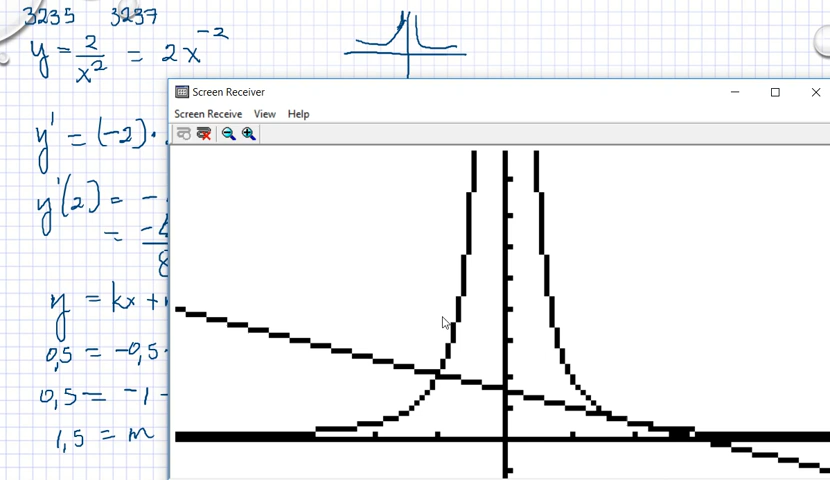 3235 3237
y = 2/x² = 2x⁻²
Screen Receiver
Screen Receive View Help
y' = (-2) ·
y'(2) = -
= -4
8
y = kx +
0,5 = -0,5 ·
0,5 = -1
1,5 = m